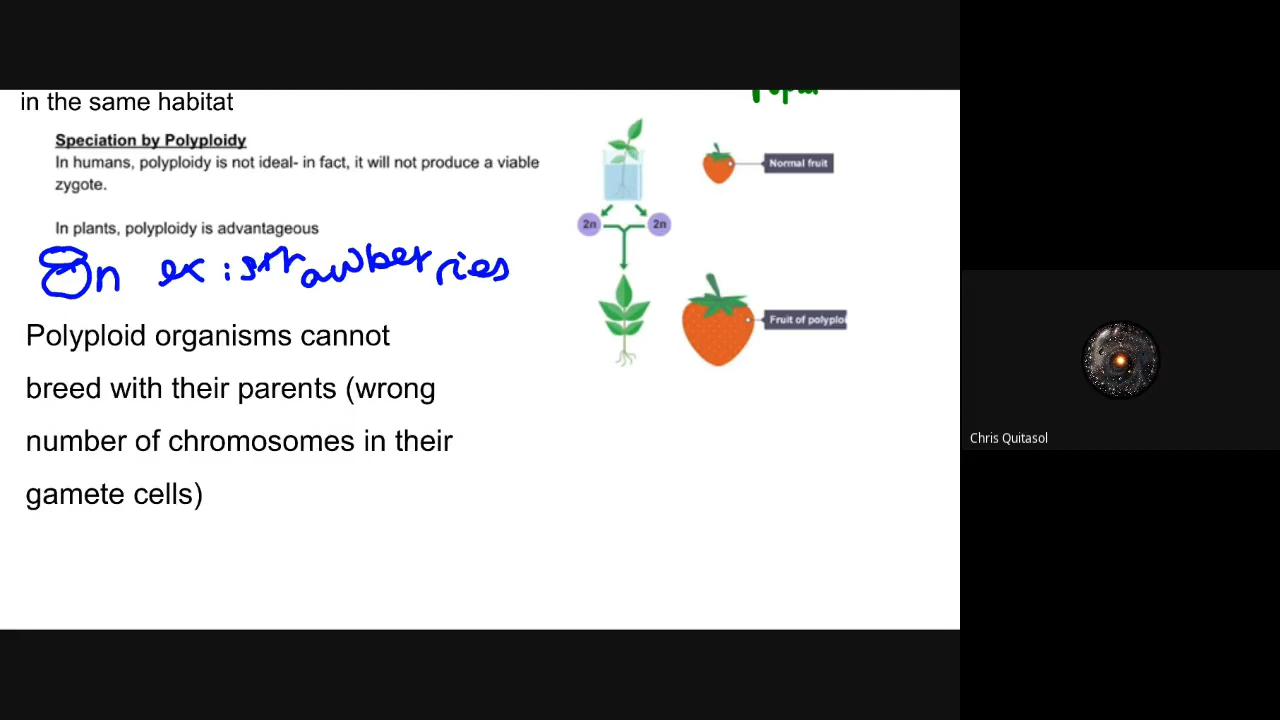 in the same habitat
Speciation by Polyploidy
In humans, polyploidy is not ideal- in fact, it will not produce a viable
zygote.
In plants, polyploidy is advantageous
8n ex : strawberries
Polyploid organisms cannot
breed with their parents (wrong
number of chromosomes in their
gamete cells)
Normal fruit
2n
2n
Fruit of polyploi
Chris Quitasol